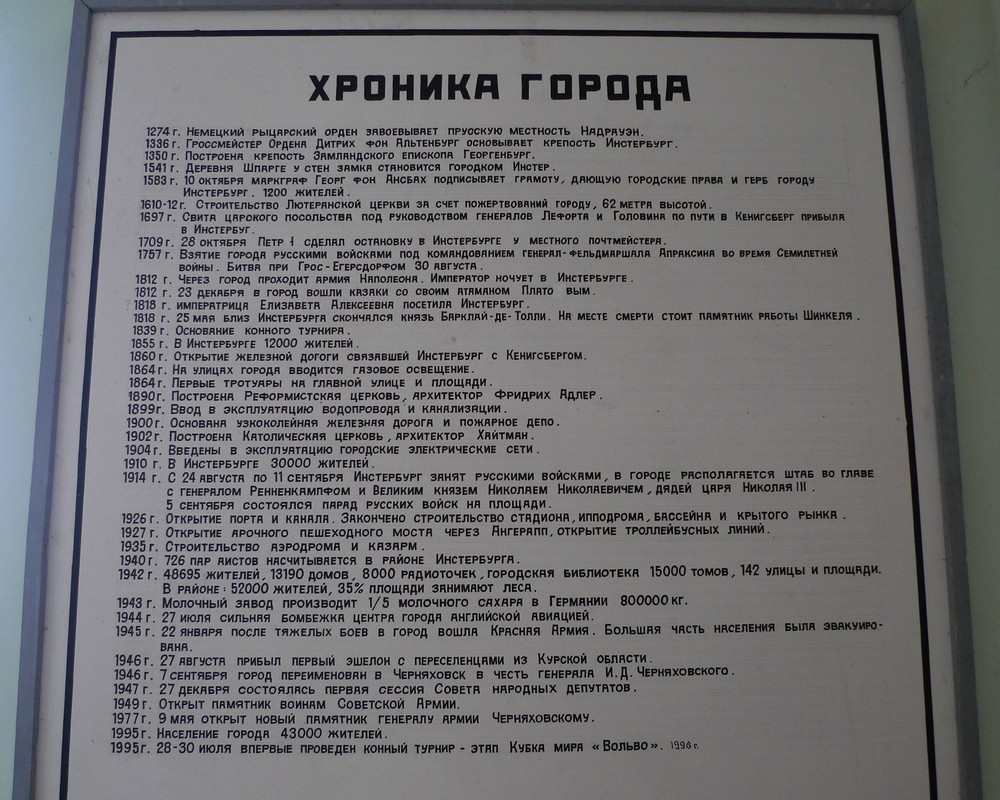 ХРОНИКА ГОРОДА
1274 г. Немецкий рыцарский орден завоевывает прусскую местность Надрауэн.
1336 г. Гроссмейстер Ордена Дитрих фон Альтенбург основывает крепость Инстербург.
1350 г. Построена крепость Замландского епископа Георгенбург.
1541 г. Деревня Шпарге у стен замка становится городком Инстер.
1583 г. 10 октября маркграф Георг фон Ансбах подписывает грамоту, дающую городские права и герб городу
Инстербург. 1200 жителей.
1610-12 г. Строительство Лютеранской церкви за счет пожертвований городу, 62 метра высотой.
1697 г. Свита царского посольства под руководством генералов Лефорта и Головина по пути в Кенигсберг прибыла
в Инстербуг.
1709 г. 28 октября Петр I сделал остановку в Инстербурге у местного почтмейстера.
1757 г. Взятие города русскими войсками под командованием генерал-фельдмаршала Апраксина во время Семилетней
войны. Битва при Грос-Егерсдорфом 30 августа.
1812 г. Через город проходит армия Наполеона. Император ночует в Инстербурге.
1812 г. 23 декабря в город вошли казаки со своим атаманом Плато вым.
1818 г. императрица Елизавета Алексеевна посетила Инстербург.
1818 г. 25 мая близ Инстербурга скончался князь Барклай-де-Толли. На месте смерти стоит памятник работы Шинкеля.
1839 г. Основание конного турнира.
1855 г. В Инстербурге 12000 жителей.
1860 г. Открытие железной дороги связавшей Инстербург с Кенигсбергом.
1864 г. На улицах города вводится газовое освещение.
1864 г. Первые тротуары на главной улице и площади.
1890 г. Построена Реформистская церковь, архитектор Фридрих Адлер.
1899 г. Ввод в эксплуатацию водопровода и канализации.
1900 г. Основана узкоколейная железная дорога и пожарное депо.
1902 г. Построена Католическая церковь, архитектор Хайтман.
1904 г. Введены в эксплуатацию городские электрические сети.
1910 г. В Инстербурге 30000 жителей.
1914 г. С 24 августа по 11 сентября Инстербург занят русскими войсками, в городе располагается штаб во главе
с генералом Ренненкампфом и Великим князем Николаем Николаевичем, дядей царя Николая III.
5 сентября состоялся парад русских войск на площади.
1926 г. Открытие порта и канала. Закончено строительство стадиона, ипподрома, бассейна и крытого рынка.
1927 г. Открытие арочного пешеходного моста через Ангерапп, открытие троллейбусных линий.
1935 г. Строительство аэродрома и казарм.
1940 г. 726 пар аистов насчитывается в районе Инстербурга.
1942 г. 48695 жителей, 13190 домов, 8000 радиоточек, городская библиотека 15000 томов, 142 улицы и площади.
В районе: 52000 жителей, 35% площади занимают леса.
1943 г. Молочный завод производит 1/5 молочного сахара в Германии 800000 кг.
1944 г. 27 июля сильная бомбежка центра города английской авиацией.
1945 г. 22 января после тяжелых боев в город вошла Красная Армия. Большая часть населения была эвакуиро-
вана.
1946 г. 27 августа прибыл первый эшелон с переселенцами из Курской области.
1946 г. 7 сентября город переименован в Черняховск в честь генерала И.Д. Черняховского.
1947 г. 27 декабря состоялась первая сессия Совета народных депутатов.
1949 г. Открыт памятник воинам Советской Армии.
1977 г. 9 мая открыт новый памятник генералу армии Черняховскому.
1995 г. Население города 43000 жителей.
1995 г. 28-30 июля впервые проведен конный турнир - этап Кубка мира «Вольво». 1996 г.